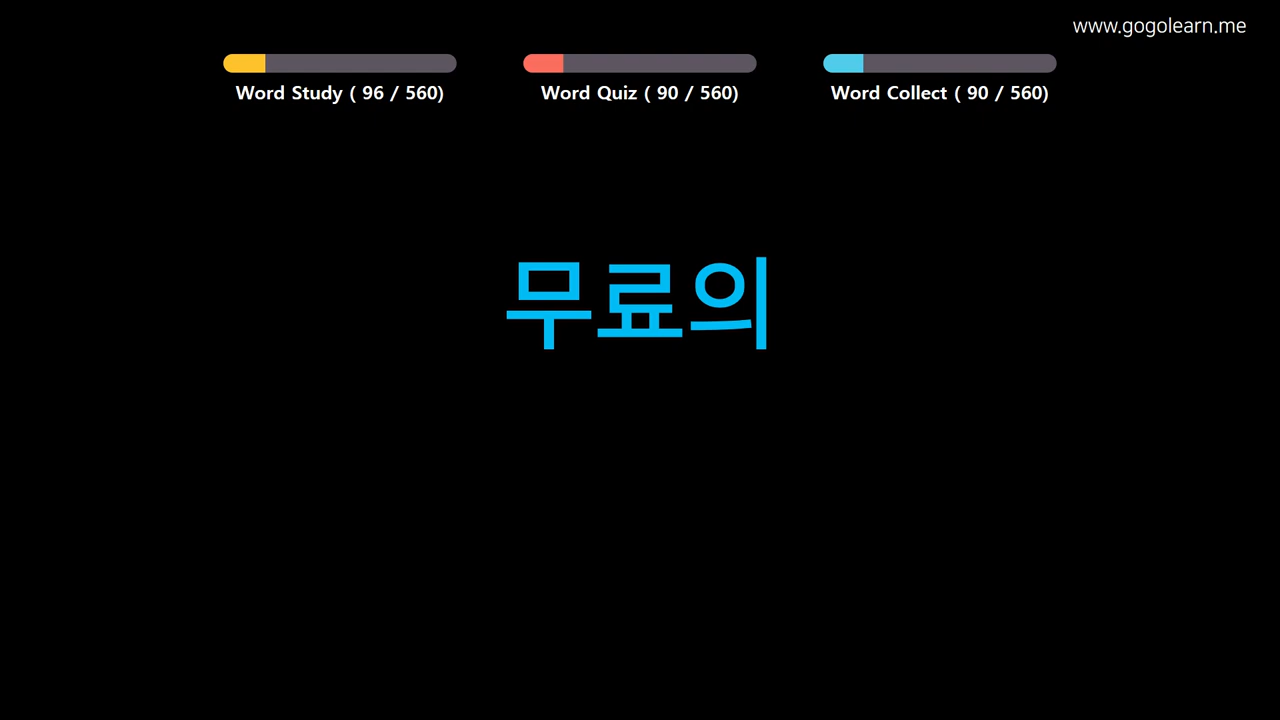 www.gogolearn.me
Word Study ( 96 / 560)
Word Quiz ( 90 / 560)
Word Collect ( 90 / 560)
무료의